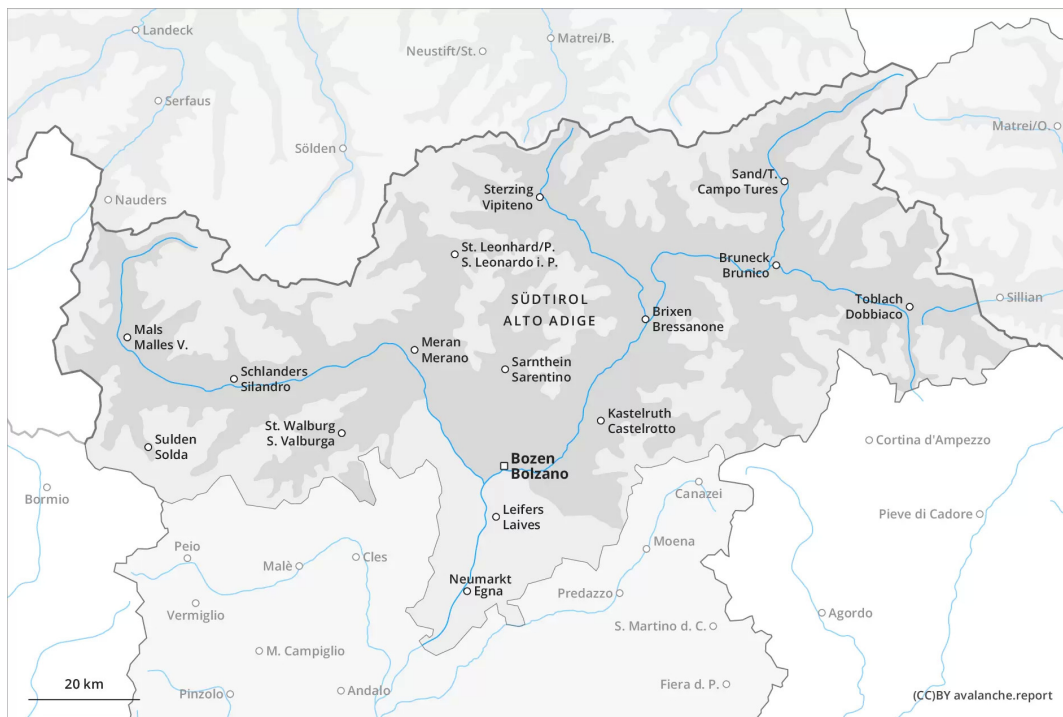 Landeck
Matrei/B.
Neustift/St.
Serfaus
Matrei/O.
Sölden
Sand/T.
Campo Tures
Sterzing
Vipiteno
Nauders
St. Leonhard/P.
S. Leonardo i. P.
Bruneck
Brunico
SÜDTIROL
ALTO ADIGE
Toblach
Dobbiaco
Sillian
Brixen
Bressanone
Mals
Malles V.
Meran
Merano
Sarnthein
Sarentino
Schlanders
Silandro
Kastelruth
Castelrotto
St. Walburg
S. Valburga
Sulden
Solda
Cortina d'Ampezzo
Bozen
Bolzano
Bormio
Canazei
Leifers
Laives
Pieve di Cadore
Peio
Cles
Malè
Moena
Neumarkt
Egna
Predazzo
Vermiglio
Agordo
S. Martino d. C.
M. Campiglio
20 km
Pinzolo
Andalo
Fiera d. P.
(CC)BY avalanche.report